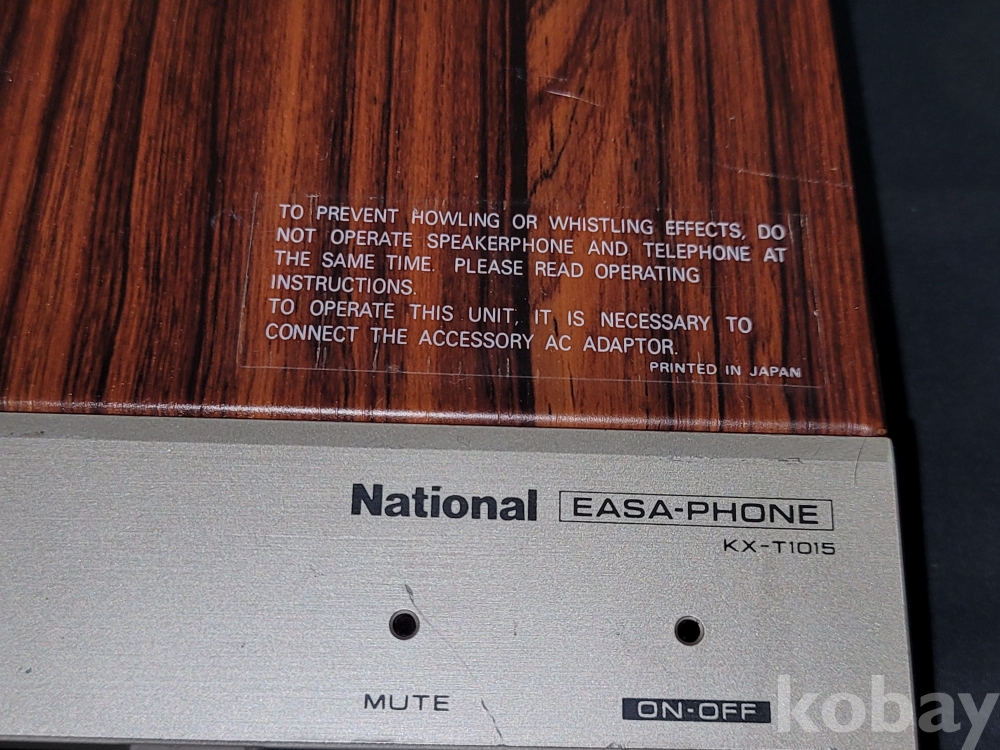 TO PREVENT HOWLING OR WHISTLING EFFECTS, DO
NOT OPERATE SPEAKERPHONE AND TELEPHONE AT
THE SAME TIME. PLEASE READ OPERATING
INSTRUCTIONS.
TO OPERATE THIS UNIT, IT IS NECESSARY TO
CONNECT THE ACCESSORY AC ADAPTOR.
PRINTED IN JAPAN
National EASA-PHONE
KX-T1015
MUTE ON-OFF
kobay